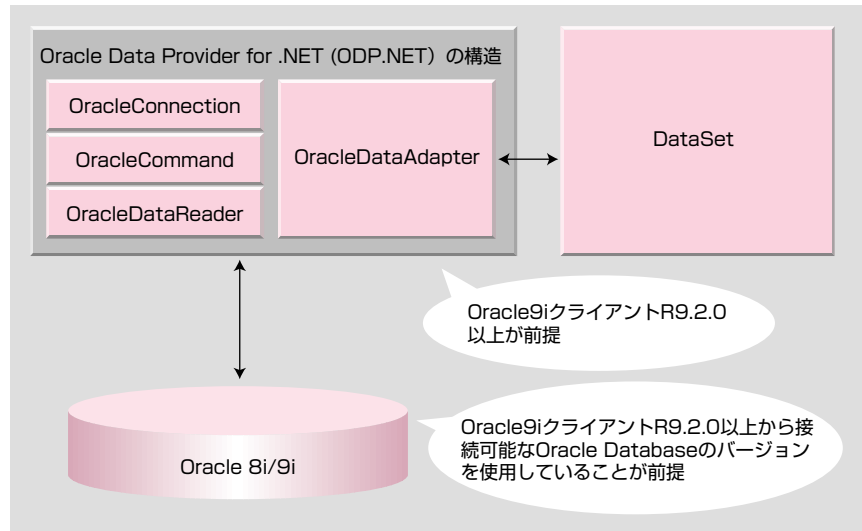 Oracle Data Provider for .NET (ODP.NET）の構造
OracleConnection
OracleCommand
OracleDataReader
OracleDataAdapter
DataSet
Oracle9iクライアントR9.2.0
以上が前提
Oracle9iクライアントR9.2.0以上から接
続可能なOracle Databaseのバージョン
を使用していることが前提
Oracle 8i/9i